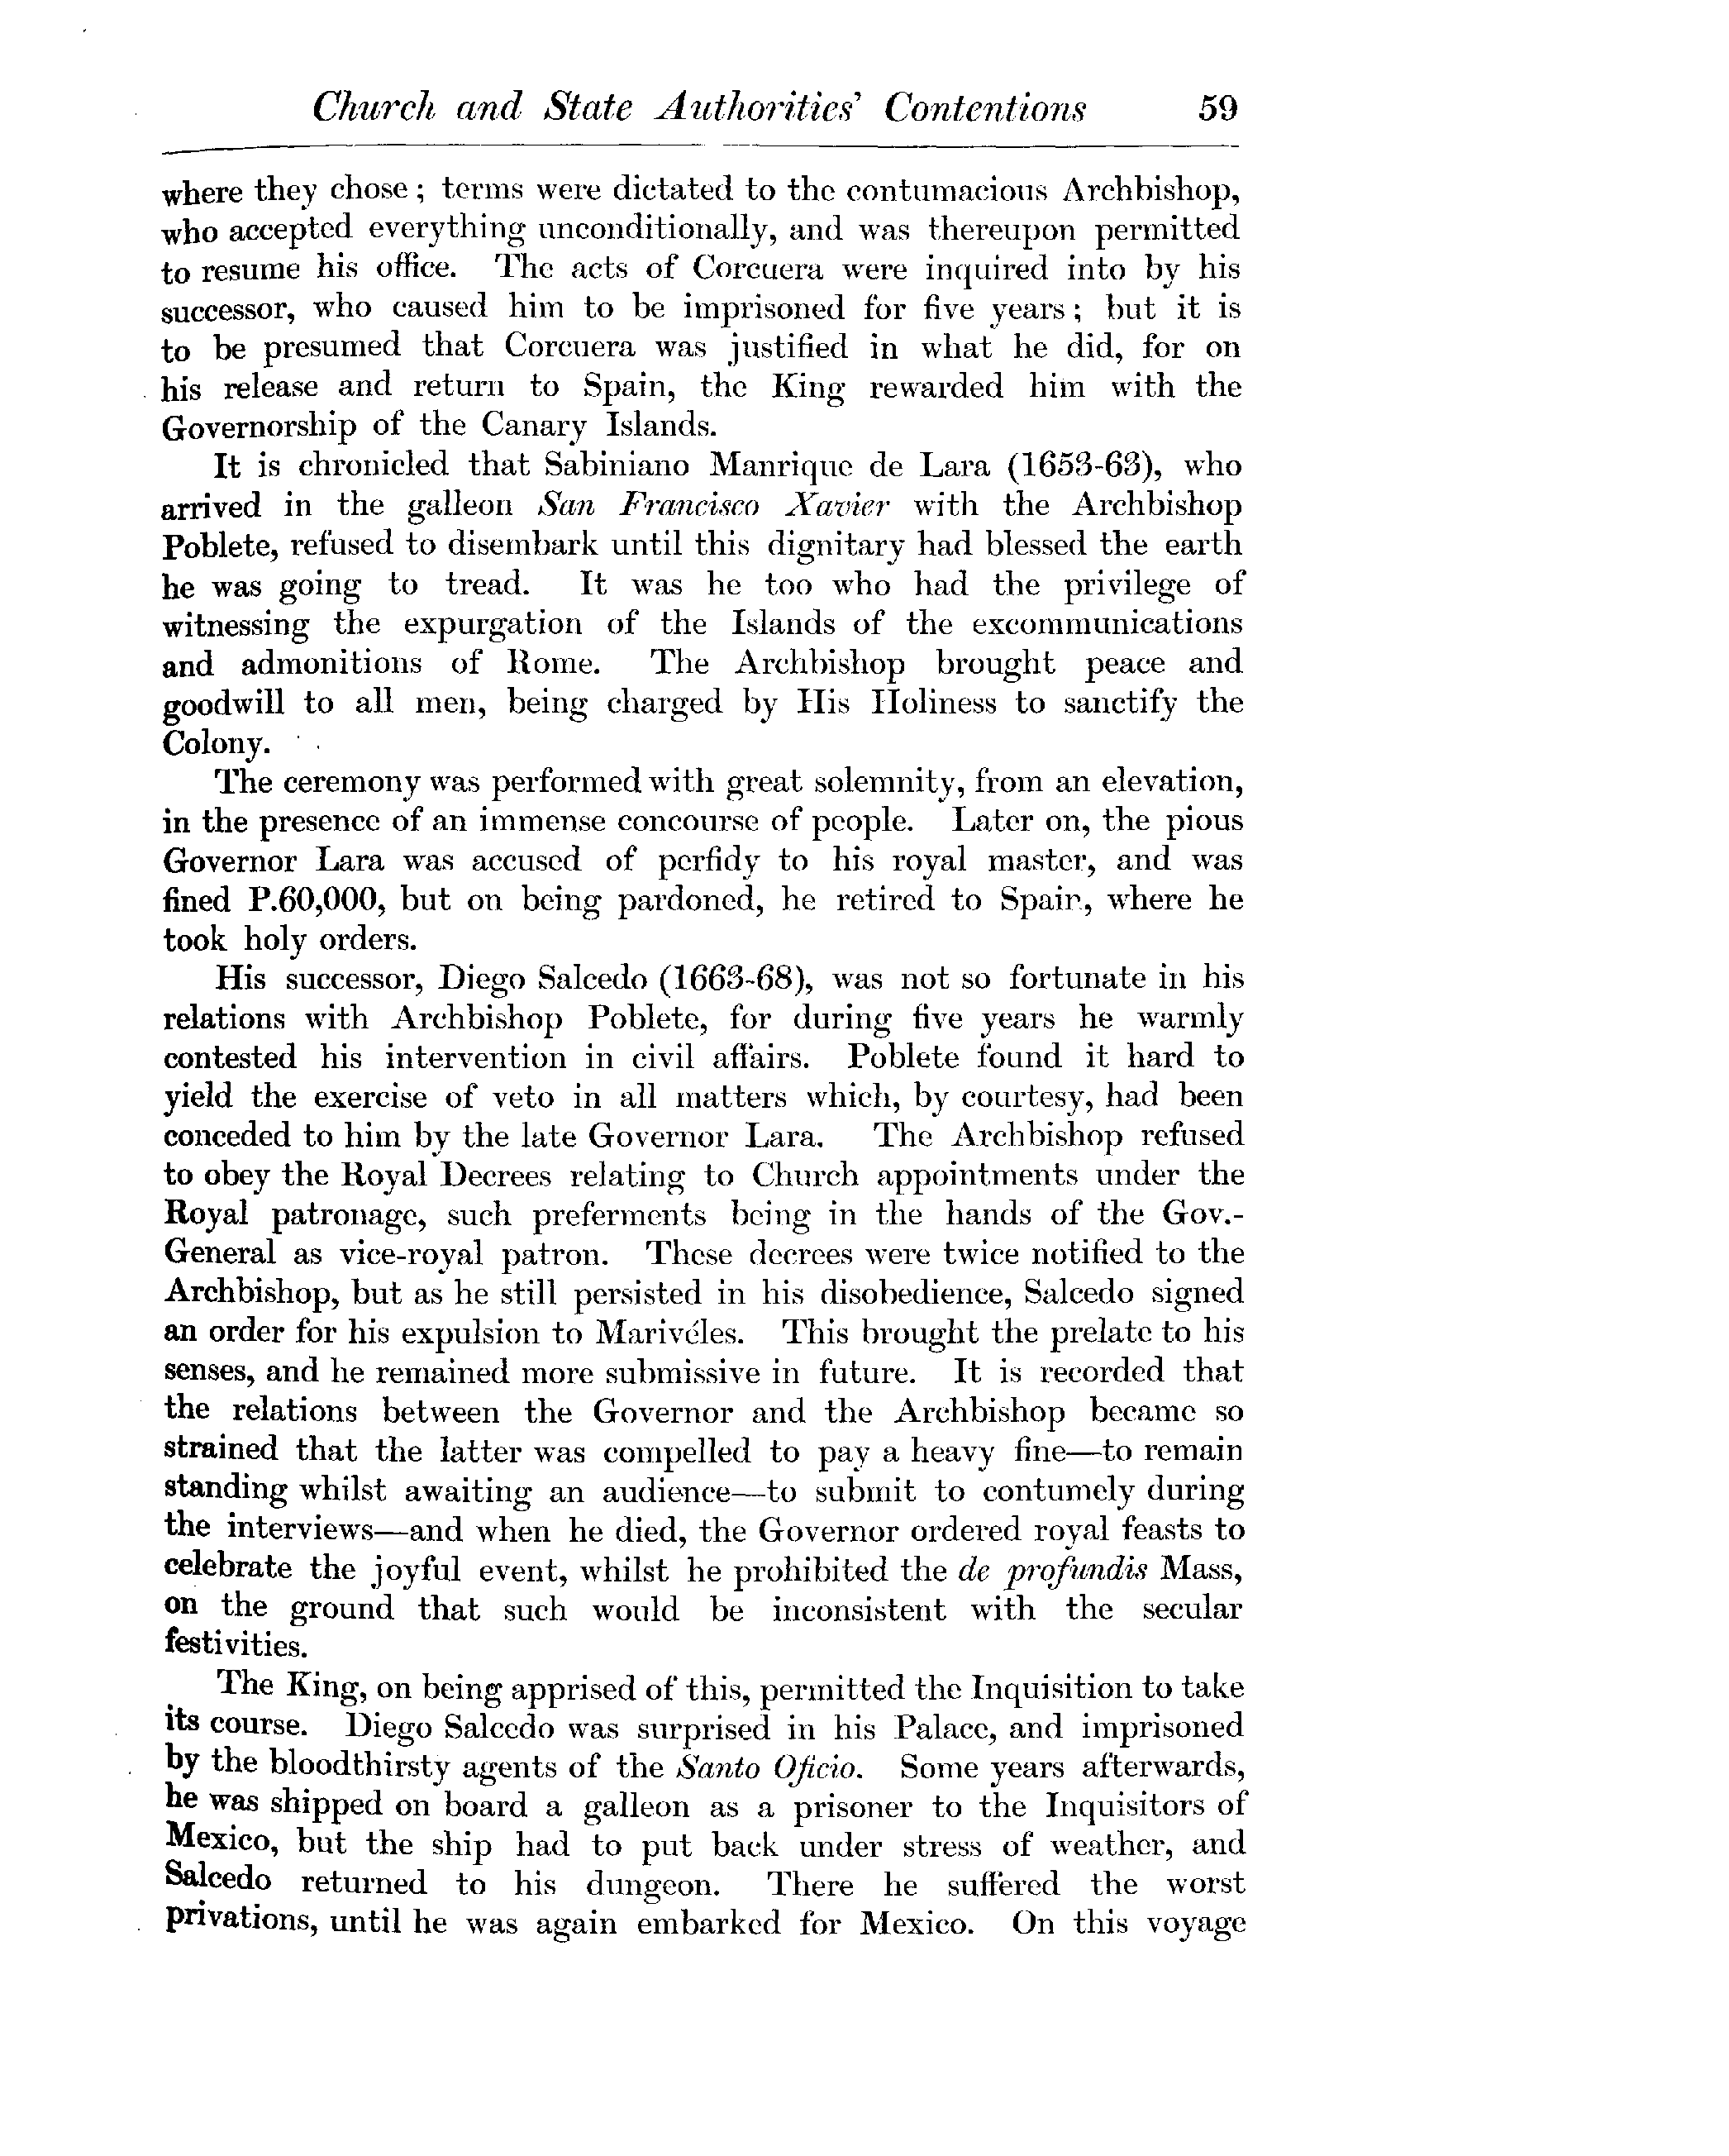 Church and State Authorities' Contentions 59
where they chose; terms were dictated to the contumacious Archbishop,
who accepted everything unconditionally, and was thereupon permitted
to resume his office. The acts of Corcuera were inquired into by his
successor, who caused him to be imprisoned for five years; but it is
to be presumed that Corcuera was justified in what he did, for on
his release and return to Spain, the King rewarded him with the
Governorship of the Canary Islands.
It is chronicled that Sabiniano Manrique de Lara (1653-63), who
arrived in the galleon San Francisco Xavier with the Archbishop
Poblete, refused to disembark until this dignitary had blessed the earth
he was going to tread. It was he too who had the privilege of
witnessing the expurgation of the Islands of the excommunications
and admonitions of Rome. The Archbishop brought peace and
goodwill to all men, being charged by His Holiness to sanctify the
Colony.
The ceremony was performed with great solemnity, from an elevation,
in the presence of an immense concourse of people. Later on, the pious
Governor Lara was accused of perfidy to his royal master, and was
fined P.60,000, but on being pardoned, he retired to Spain, where he
took holy orders.
His successor, Diego Salcedo (1663-68), was not so fortunate in his
relations with Archbishop Poblete, for during five years he warmly
contested his intervention in civil affairs. Poblete found it hard to
yield the exercise of veto in all matters which, by courtesy, had been
conceded to him by the late Governor Lara. The Archbishop refused
to obey the Royal Decrees relating to Church appointments under the
Royal patronage, such preferments being in the hands of the Gov.-
General as vice-royal patron. These decrees were twice notified to the
Archbishop, but as he still persisted in his disobedience, Salcedo signed
an order for his expulsion to Marivéles. This brought the prelate to his
senses, and he remained more submissive in future. It is recorded that
the relations between the Governor and the Archbishop became so
strained that the latter was compelled to pay a heavy fine—to remain
standing whilst awaiting an audience—to submit to contumely during
the interviews—and when he died, the Governor ordered royal feasts to
celebrate the joyful event, whilst he prohibited the de profundis Mass,
on the ground that such would be inconsistent with the secular
festivities.
The King, on being apprised of this, permitted the Inquisition to take
its course. Diego Salcedo was surprised in his Palace, and imprisoned
by the bloodthirsty agents of the Santo Oficio. Some years afterwards,
he was shipped on board a galleon as a prisoner to the Inquisitors of
Mexico, but the ship had to put back under stress of weather, and
Salcedo returned to his dungeon. There he suffered the worst
privations, until he was again embarked for Mexico. On this voyage